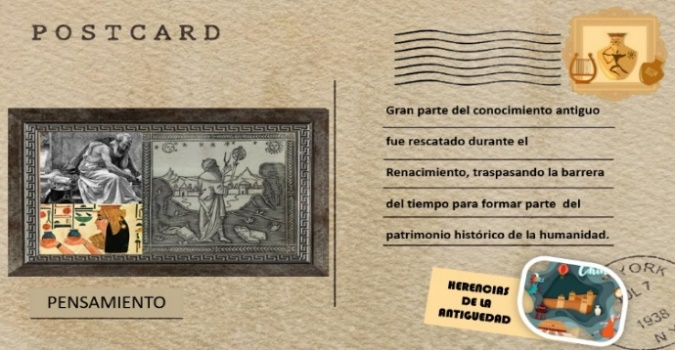 POSTCARD
Gran parte del conocimiento antiguo
fue rescatado durante el
Renacimiento, traspasando la barrera
del tiempo para formar parte del
patrimonio histórico de la humanidad.
PENSAMIENTO
HERENCIAS
DE LA
ANTIGUEDAD
China
YORK
JUL 7
1938
N Y